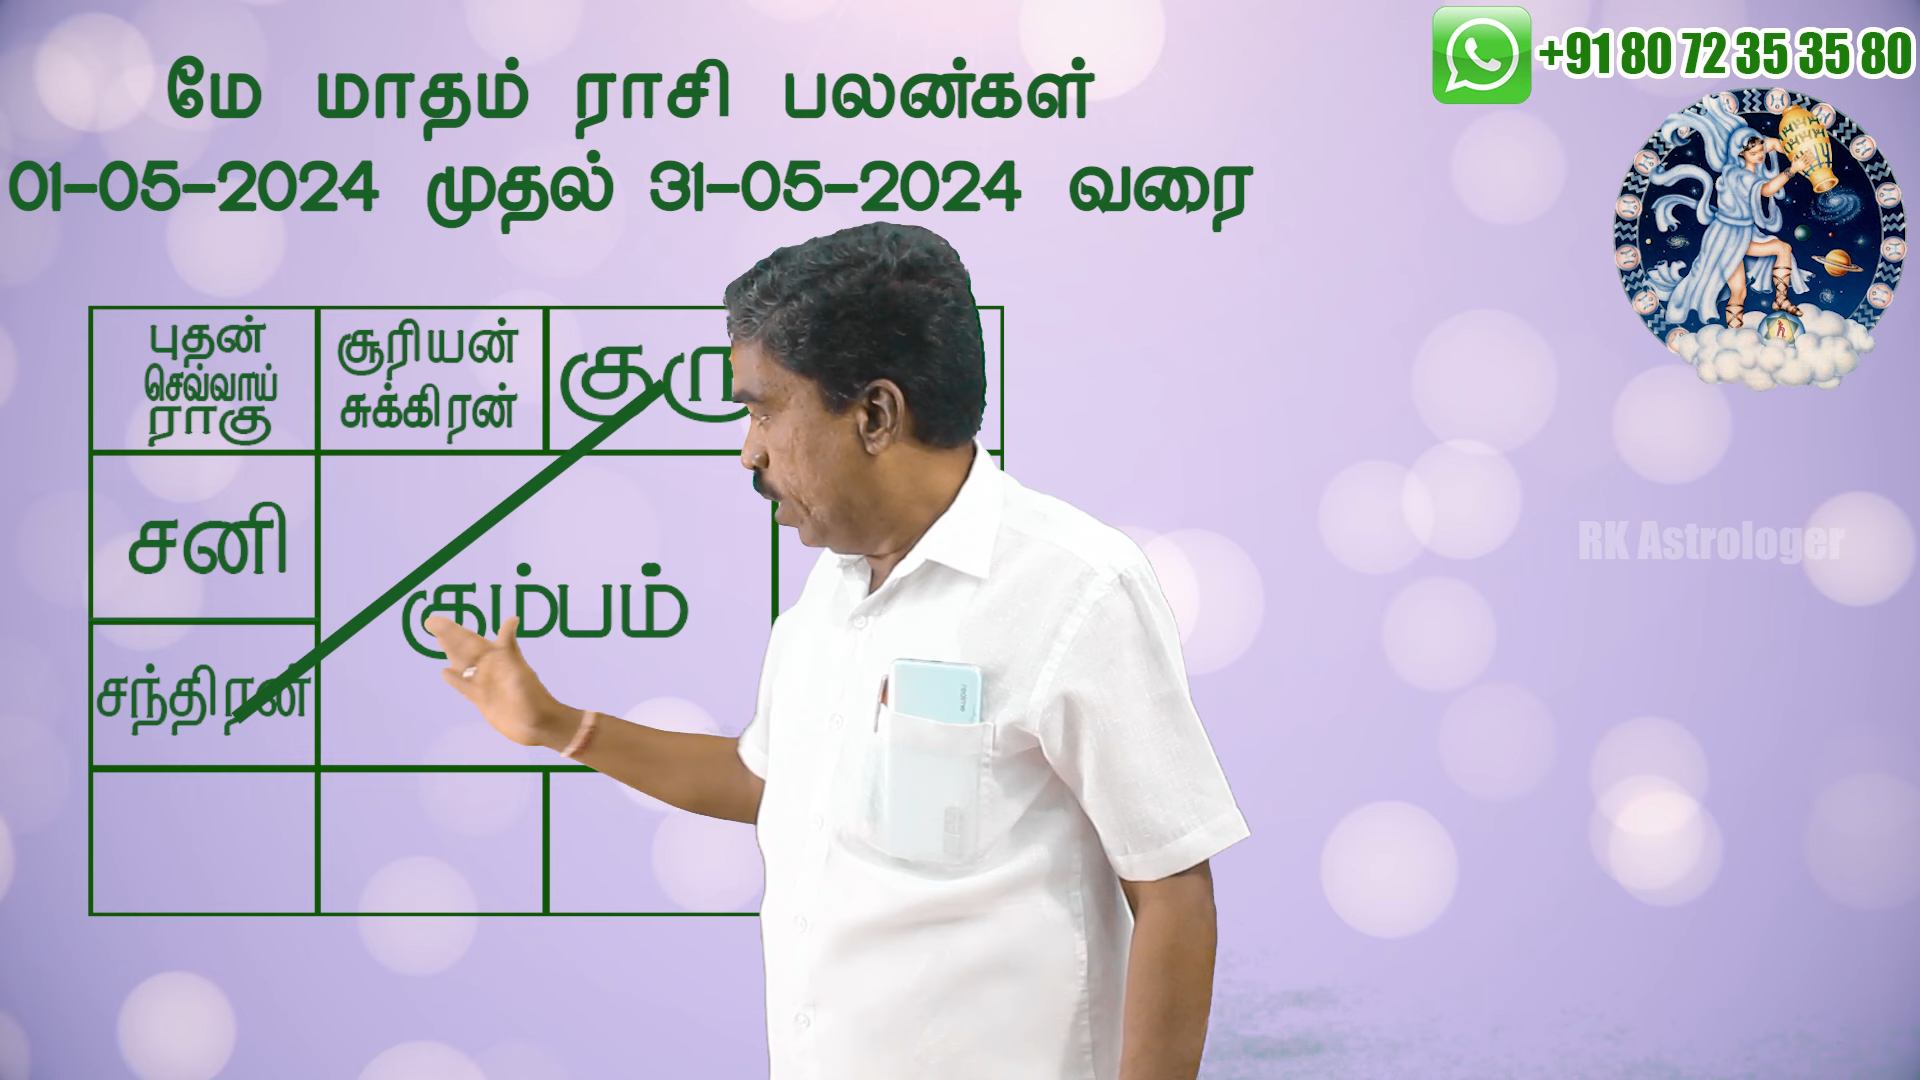 +91 80 72 35 35 80
மே மாதம் ராசி பலன்கள்
01-05-2024 முதல் 31-05-2024 வரை
புதன்
செவ்வாய்
ராகு
சூரியன்
சுக்கிரன்
குரு
சனி
RK Astrologer
கும்பம்
சந்திரன்
realme